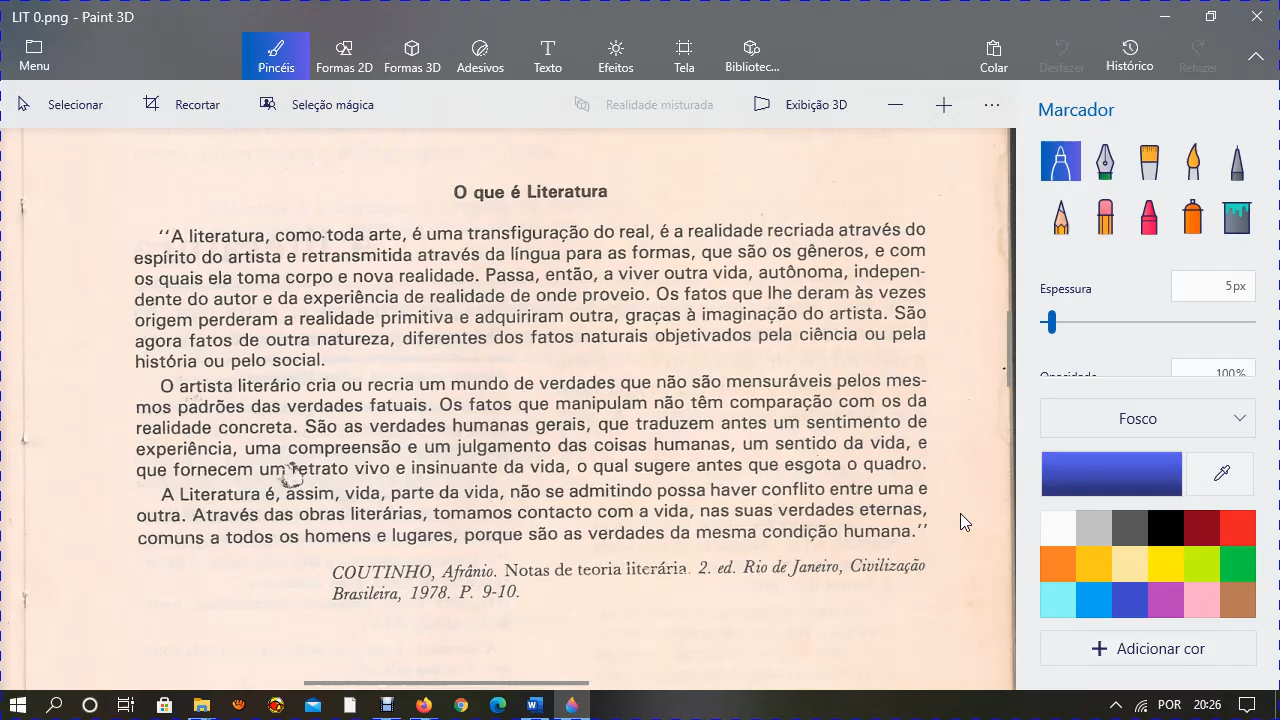 LIT 0.png - Paint 3D
Menu
Pincéis
Formas 2D
Formas 3D
Adesivos
Texto
Efeitos
Tela
Bibliotec...
Colar
Desfazer
Histórico
Refazer
Selecionar
Recortar
Seleção mágica
Realidade misturada
Exibição 3D
O que é Literatura
‘‘A literatura, como toda arte, é uma transfiguração do real, é a realidade recriada através do
espírito do artista e retransmitida através da língua para as formas, que são os gêneros, e com
os quais ela toma corpo e nova realidade. Passa, então, a viver outra vida, autônoma, indepen-
dente do autor e da experiência de realidade de onde proveio. Os fatos que lhe deram às vezes
origem perderam a realidade primitiva e adquiriram outra, graças à imaginação do artista. São
agora fatos de outra natureza, diferentes dos fatos naturais objetivados pela ciência ou pela
história ou pelo social.
O artista literário cria ou recria um mundo de verdades que não são mensuráveis pelos mes-
mos padrões das verdades fatuais. Os fatos que manipulam não têm comparação com os da
realidade concreta. São as verdades humanas gerais, que traduzem antes um sentimento de
experiência, uma compreensão e um julgamento das coisas humanas, um sentido da vida, e
que fornecem um retrato vivo e insinuante da vida, o qual sugere antes que esgota o quadro.
A Literatura é, assim, vida, parte da vida, não se admitindo possa haver conflito entre uma e
outra. Através das obras literárias, tomamos contacto com a vida, nas suas verdades eternas,
comuns a todos os homens e lugares, porque são as verdades da mesma condição humana.’’
COUTINHO, Afrânio. Notas de teoria literária. 2. ed. Rio de Janeiro, Civilização
Brasileira, 1978. P. 9-10.
Marcador
Espessura
5px
Opacidade
100%
Fosco
Adicionar cor
POR
20:26